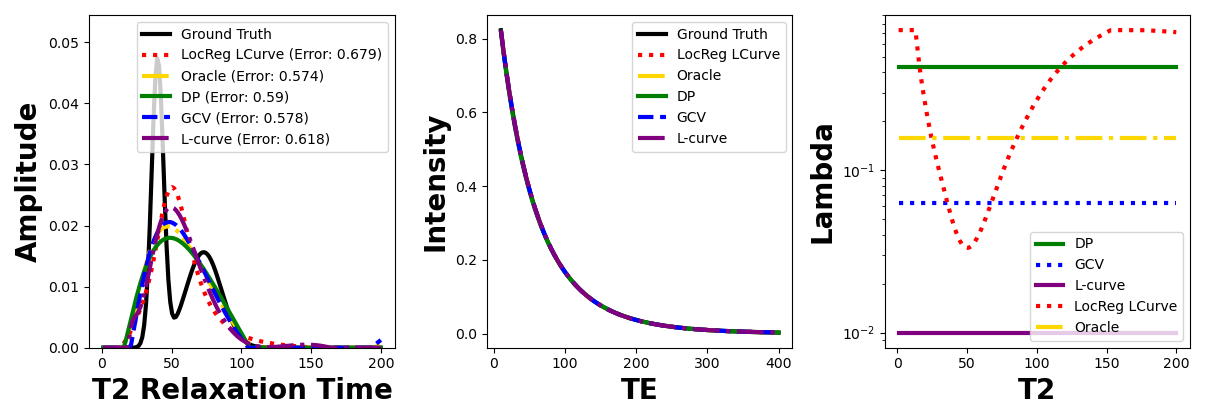 Amplitude
0.05
0.04
0.03
0.02
0.01
0.00
0
50
100
150
200
T2 Relaxation Time
Ground Truth
LocReg LCurve (Error: 0.679)
Oracle (Error: 0.574)
DP (Error: 0.59)
GCV (Error: 0.578)
L-curve (Error: 0.618)
Intensity
0.8
0.6
0.4
0.2
0.0
0
100
200
300
400
TE
Ground Truth
LocReg LCurve
Oracle
DP
GCV
L-curve
Lambda
10⁻¹
10⁻²
0
50
100
150
200
T2
DP
GCV
L-curve
LocReg LCurve
Oracle